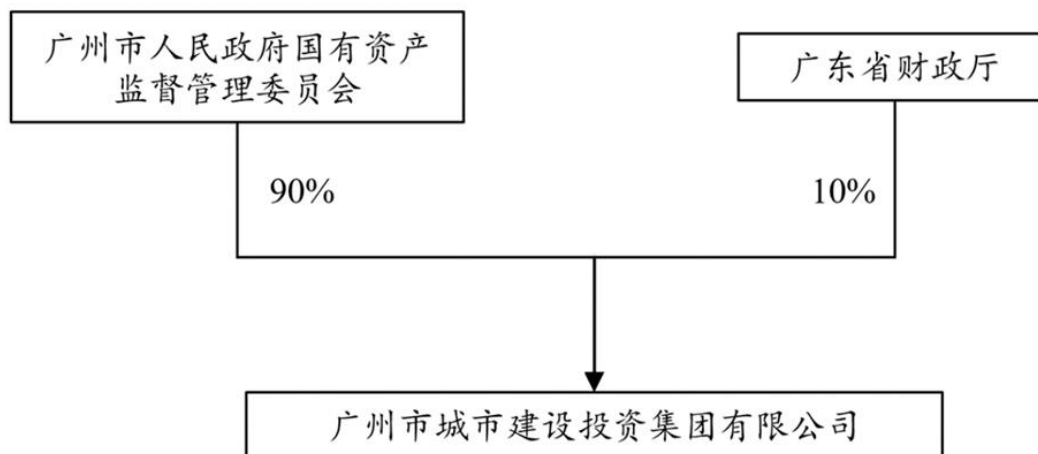 广州市人民政府国有资产
监督管理委员会
广东省财政厅
90%
10%
广州市城市建设投资集团有限公司